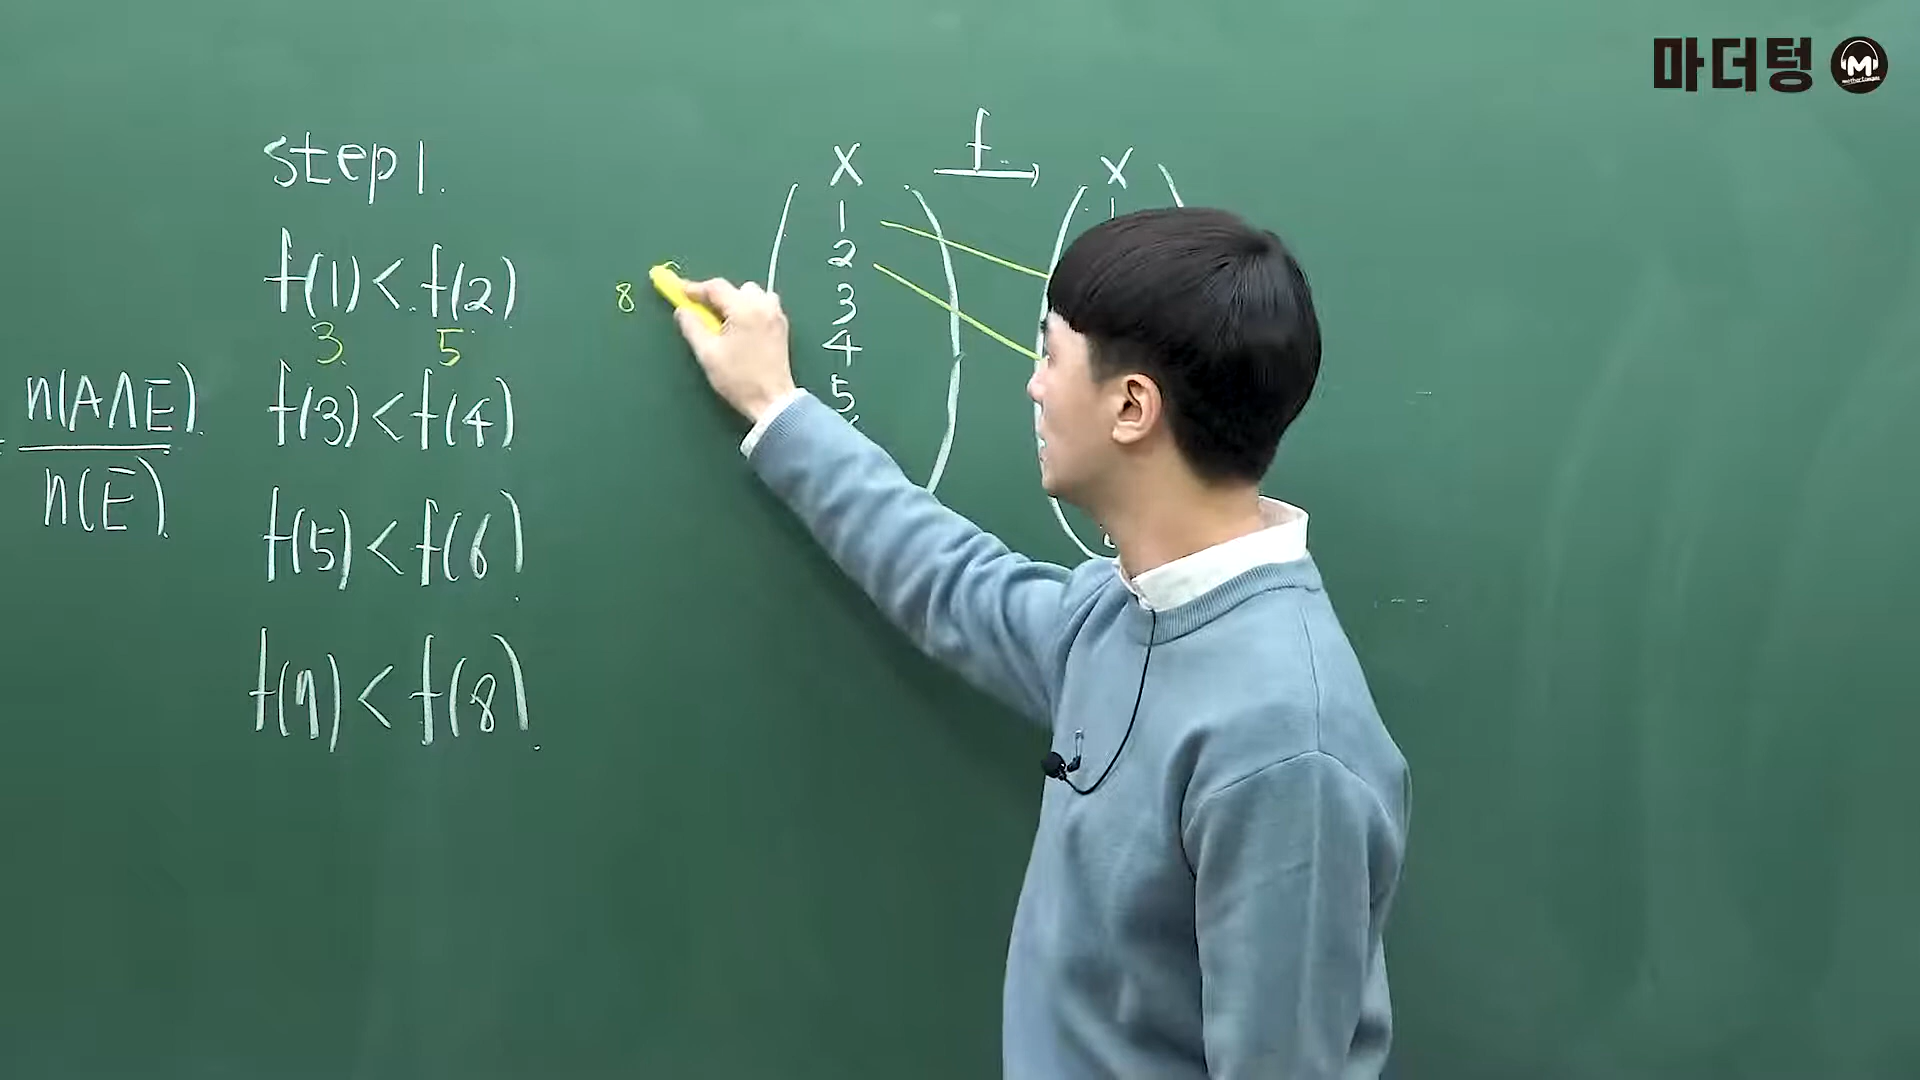 마더텅
M
step1.
f(1)<f(2)
3 5
f(3)<f(4)
f(5)<f(6)
f(7)<f(8)
n(A∩E)
n(E)
8
X f X
1 1
2
3
4
5